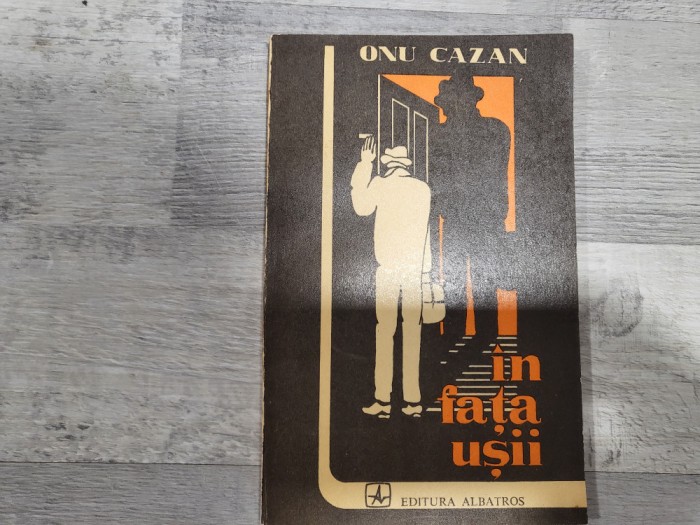 ONU CAZAN
în
fața
ușii
EDITURA ALBATROS